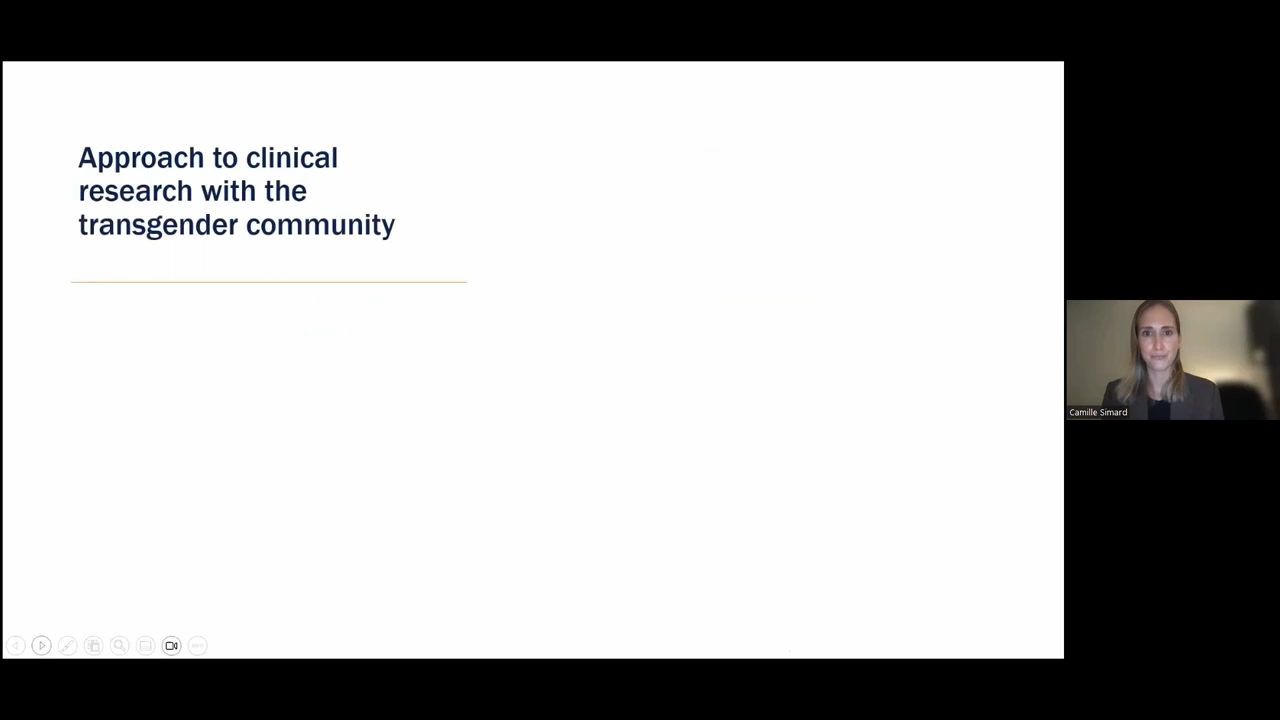 Approach to clinical
research with the
transgender community
Camille Simard